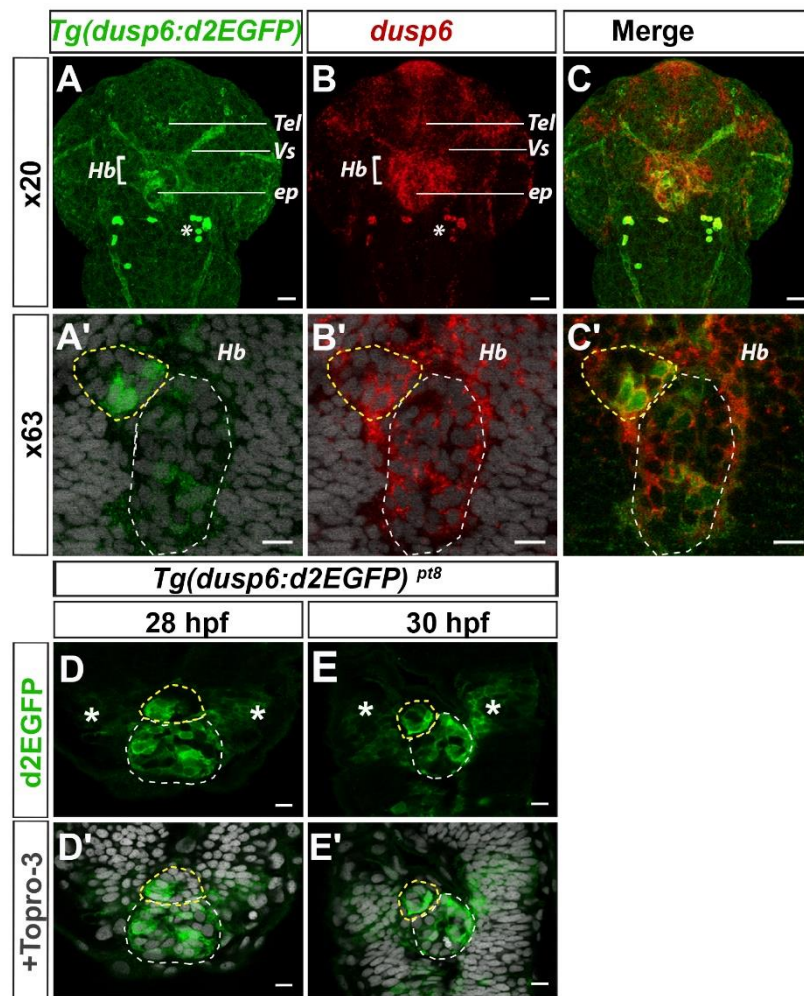 Tg(dusp6:d2EGFP) dusp6 Merge
x20
A B C
Tel Tel
Vs Vs
Hb Hb
ep ep
* *
x63
A' B' C'
Hb Hb Hb
Tg(dusp6:d2EGFP) pt8
28 hpf 30 hpf
d2EGFP
D E
* * * *
+Topro-3
D' E'